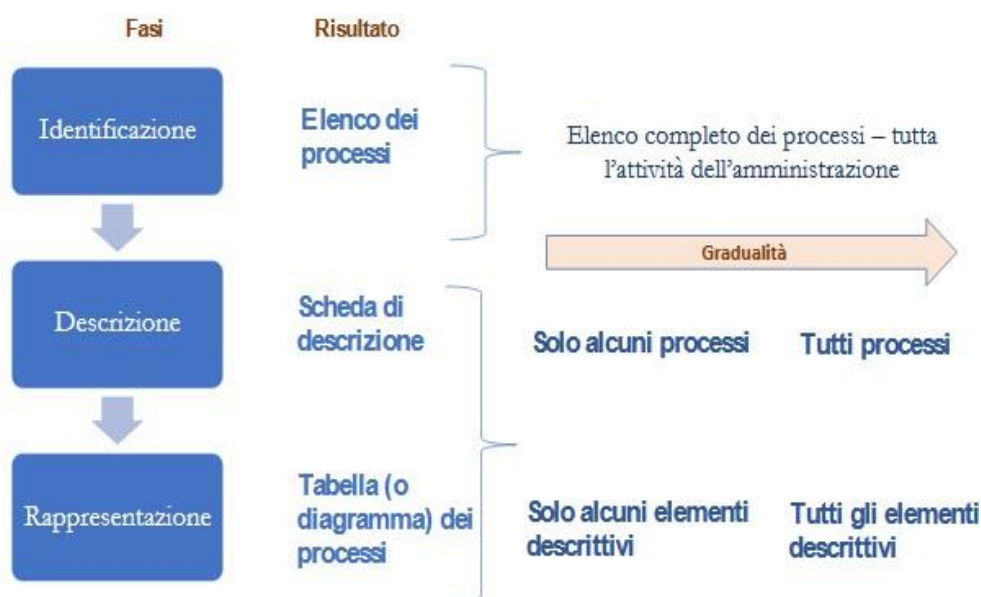 Fasi
Risultato
Identificazione
Elenco dei
processi
Elenco completo dei processi – tutta
l'attività dell'amministrazione
Gradualità
Descrizione
Scheda di
descrizione
Solo alcuni processi
Tutti processi
Rappresentazione
Tabella (o
diagramma) dei
processi
Solo alcuni elementi
descrittivi
Tutti gli elementi
descrittivi